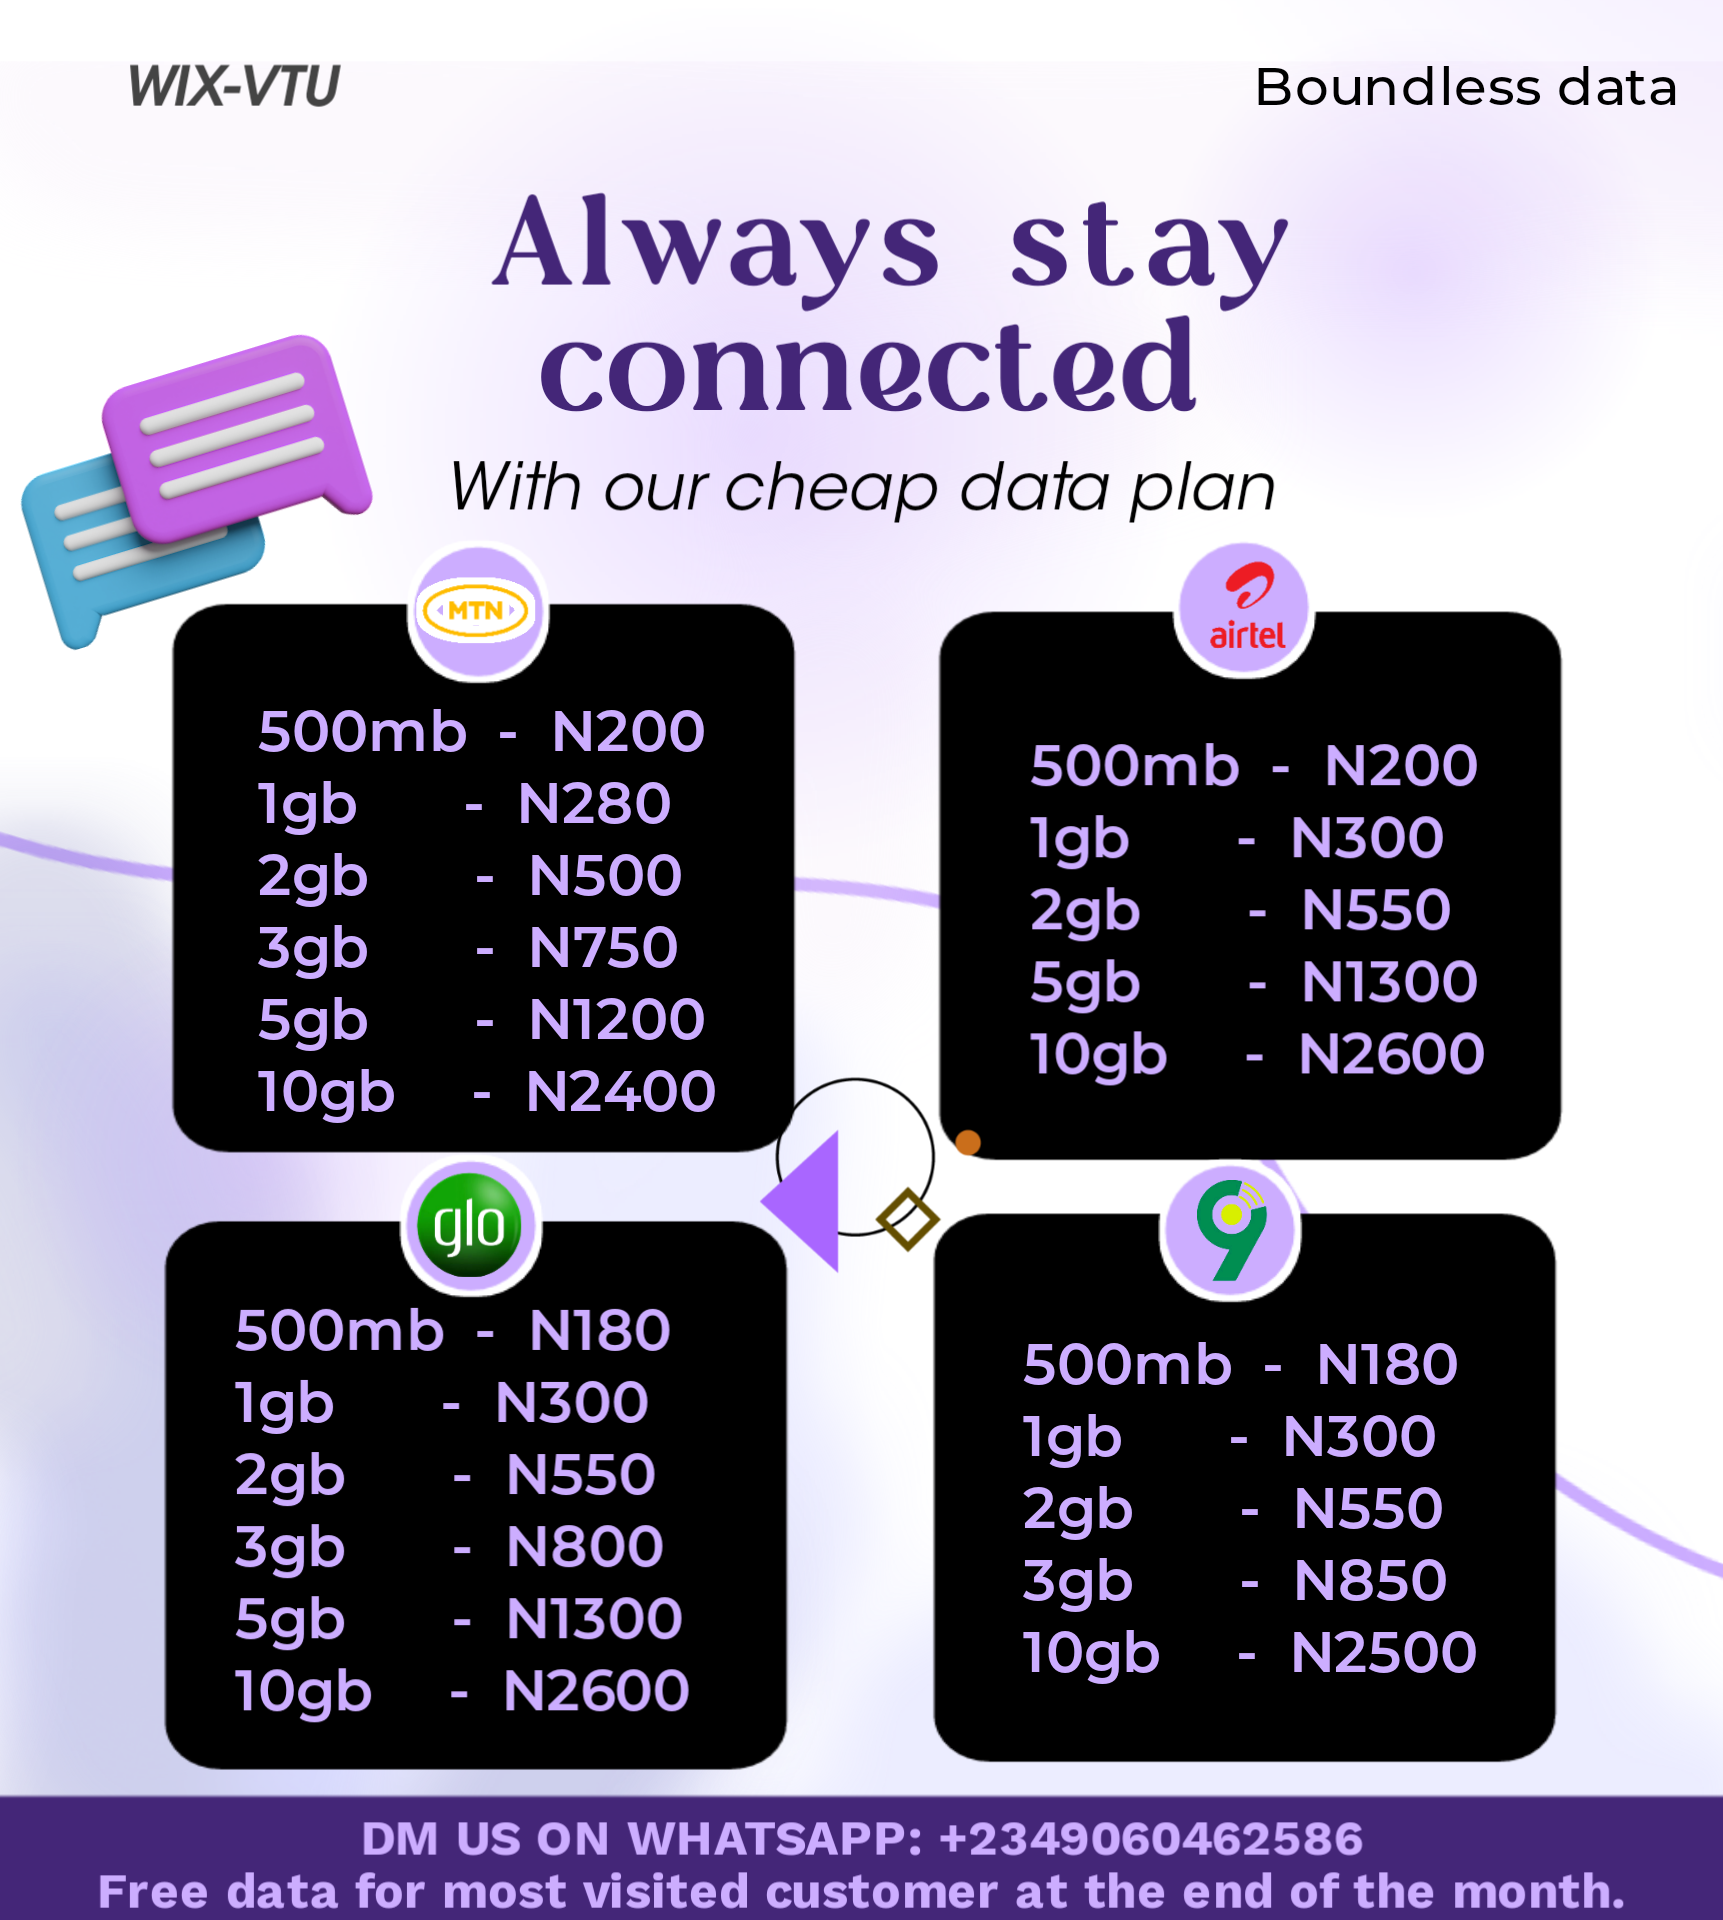 WIX-VTU
Boundless data
Always stay
connected
With our cheap data plan
MTN
500mb - N200
1gb - N280
2gb - N500
3gb - N750
5gb - N1200
10gb - N2400
airtel
500mb - N200
1gb - N300
2gb - N550
5gb - N1300
10gb - N2600
glo
500mb - N180
1gb - N300
2gb - N550
3gb - N800
5gb - N1300
10gb - N2600
9
500mb - N180
1gb - N300
2gb - N550
3gb - N850
10gb - N2500
DM US ON WHATSAPP: +2349060462586
Free data for most visited customer at the end of the month.